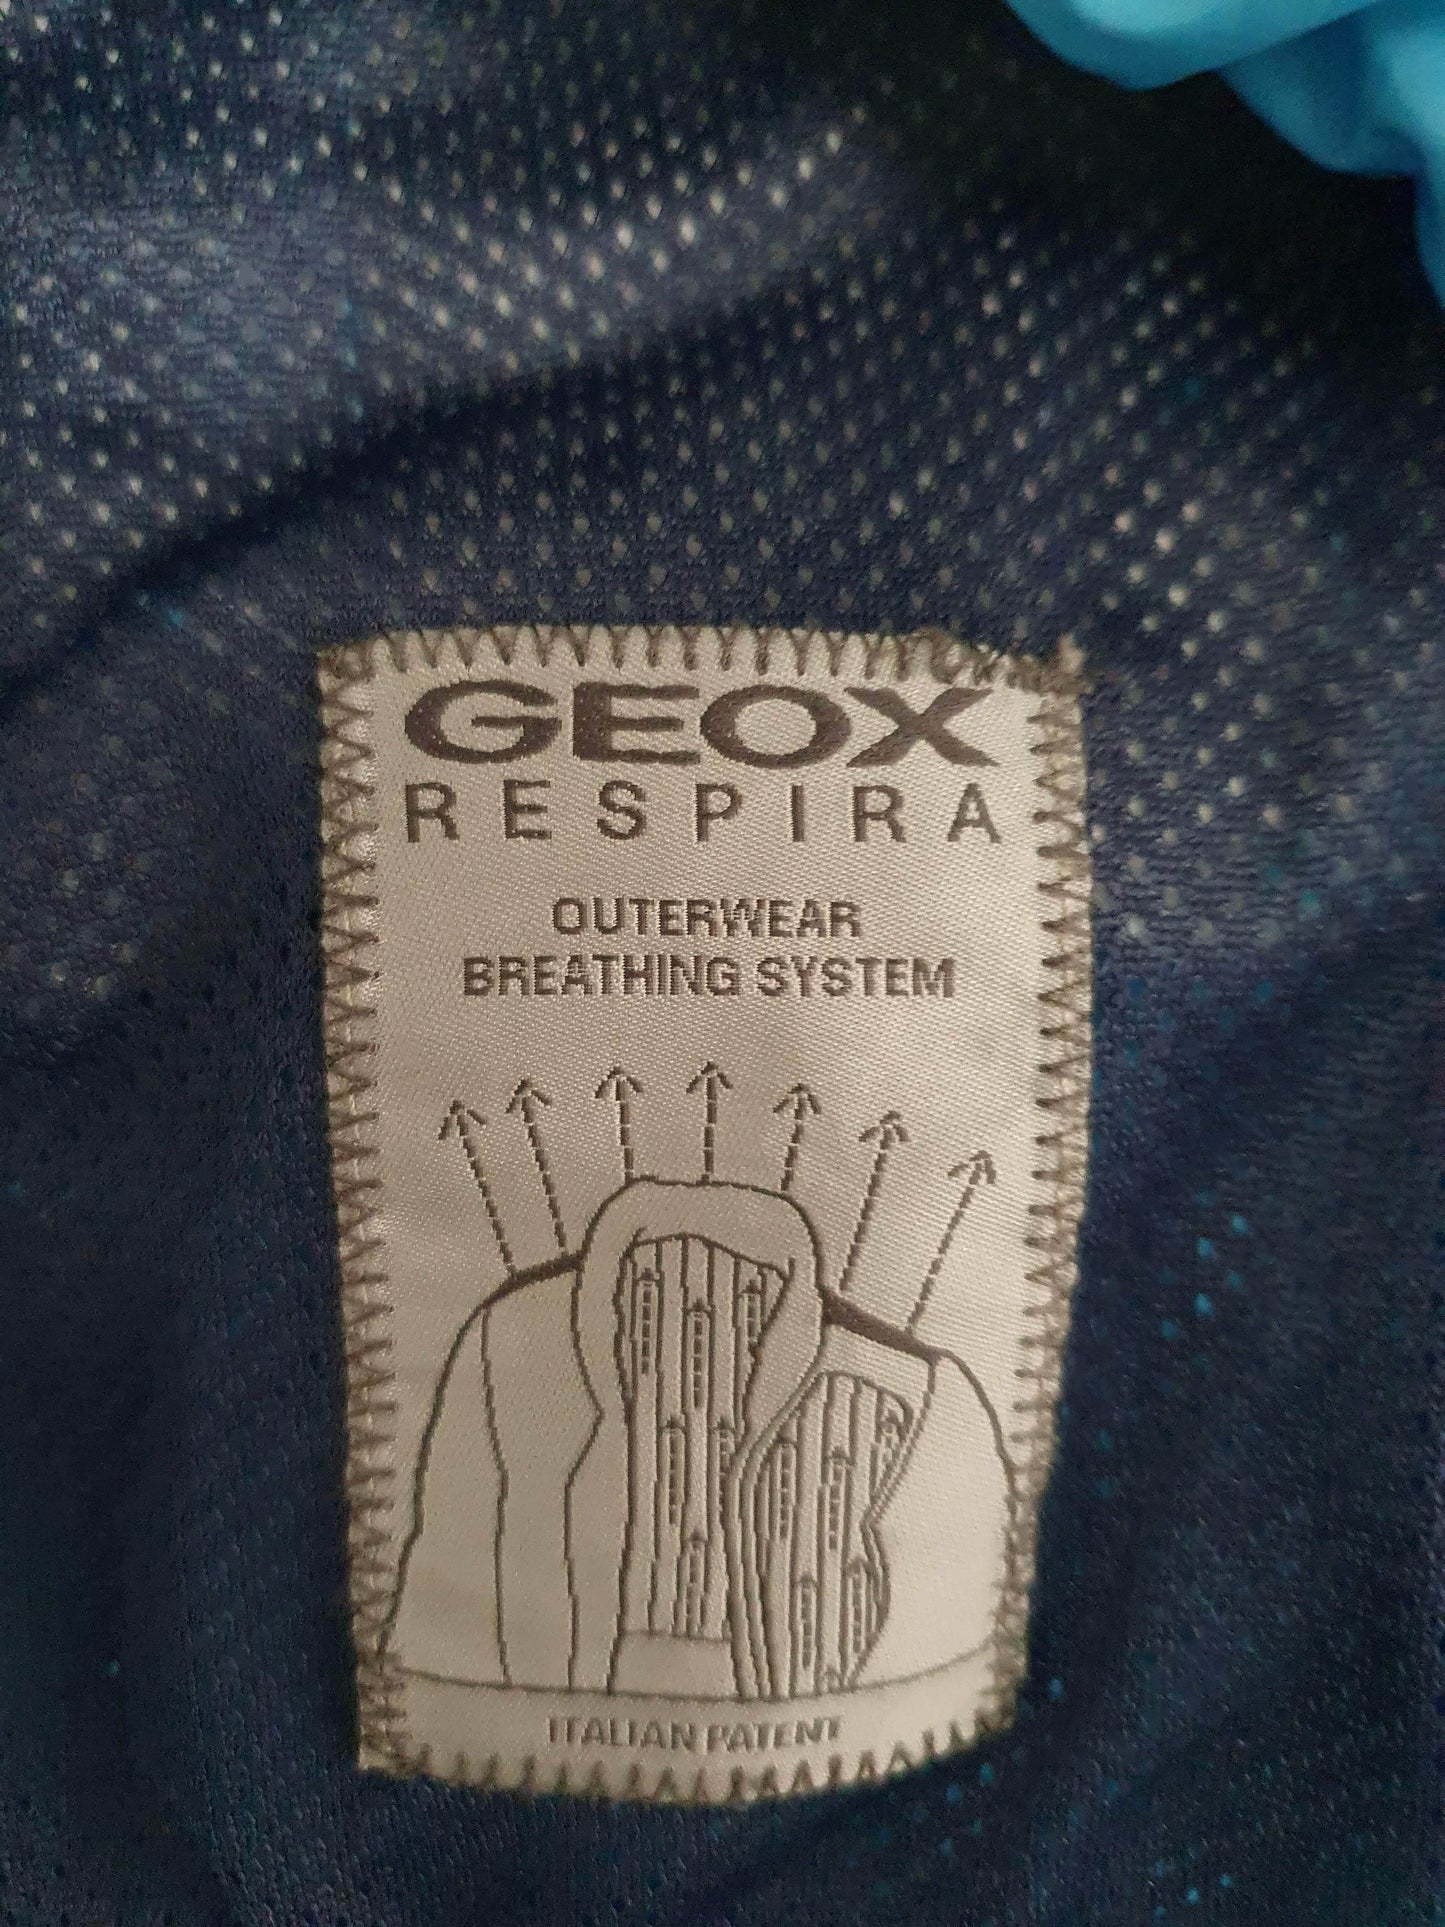 GEOX
RESPIRA
OUTERWEAR
BREATHING SYSTEM
ITALIAN PATENT